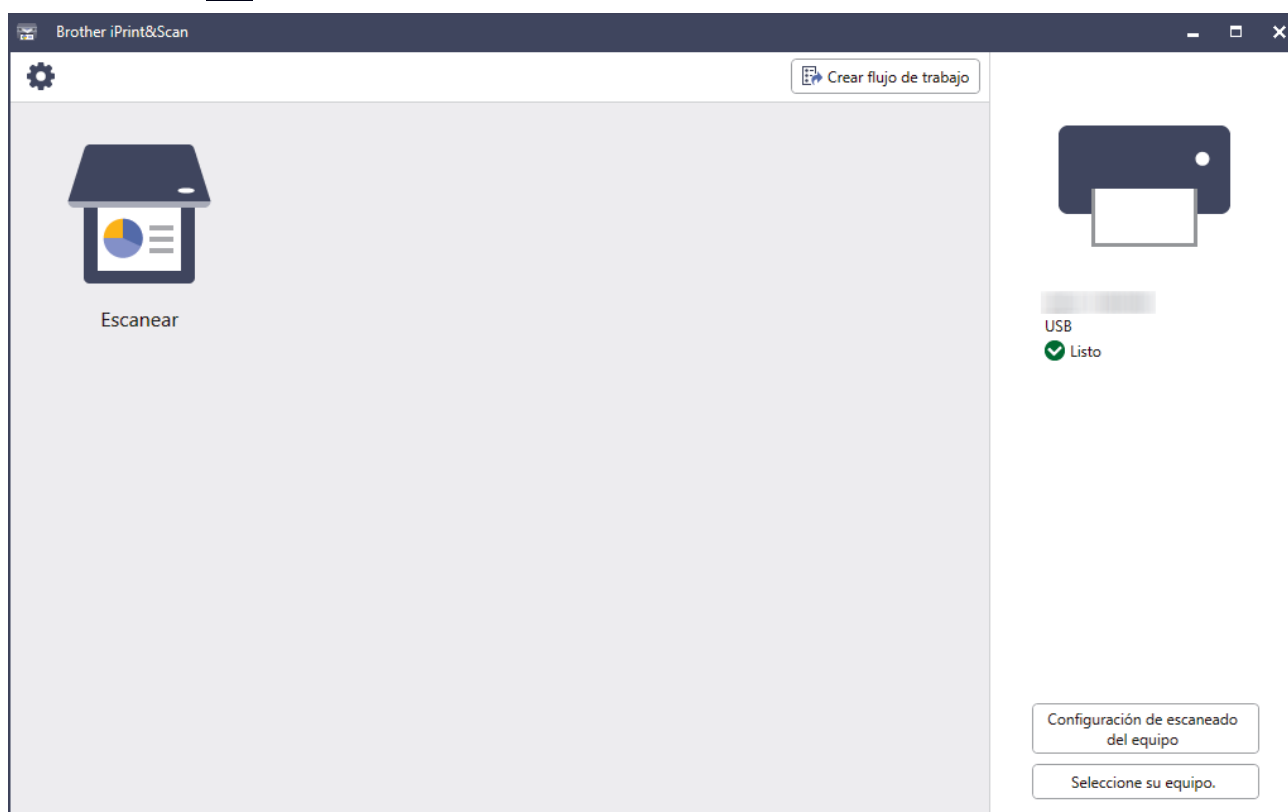 Brother iPrint&Scan
Crear flujo de trabajo
Escanear
USB
Listo
Configuración de escaneado
del equipo
Seleccione su equipo.